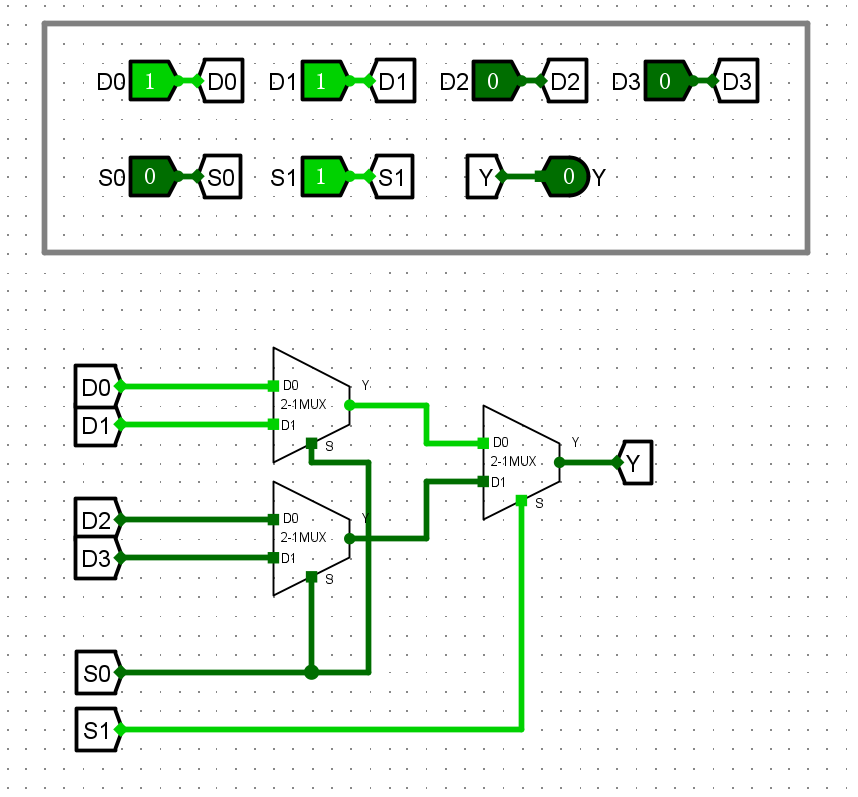 D0 1 D0 D1 1 D1 D2 0 D2 D3 0 D3
S0 0 S0 S1 1 S1 Y 0 Y
D0 D0 Y
2-1MUX
D1 D1
S
D0 Y
2-1MUX Y
D1
S
D2 D0 Y
2-1MUX
D3 D1
S
S0
S1